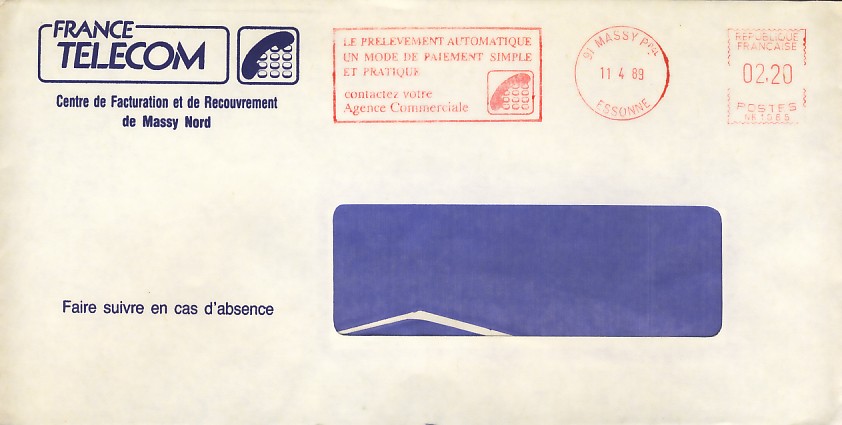 FRANCE
TELECOM
Centre de Facturation et de Recouvrement
de Massy Nord
LE PRELEVEMENT AUTOMATIQUE
UN MODE DE PAIEMENT SIMPLE
ET PRATIQUE
contactez votre
Agence Commerciale
91 MASSY Ppal
11 4 89
ESSONNE
REPUBLIQUE
FRANCAISE
02.20
POSTES
Faire suivre en cas d'absence